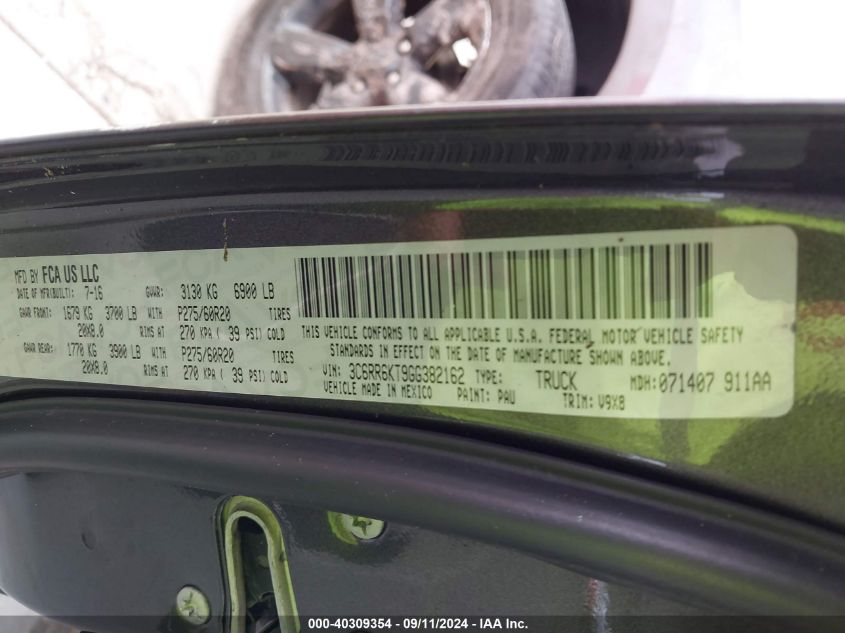 MFD BY FCA US LLC
DATE OF MFR(BUILT): 7-16 GVWR: 3130 KG 6900 LB
GAWR FRONT: 1679 KG 3700 LB WITH P275/60R20 TIRES
20X8.0 RIMS AT 270 KPA ( 39 PSI) COLD
GAWR REAR: 1770 KG 3900 LB WITH P275/60R20 TIRES
20X8.0 RIMS AT 270 KPA ( 39 PSI) COLD
THIS VEHICLE CONFORMS TO ALL APPLICABLE U.S.A. FEDERAL MOTOR VEHICLE SAFETY
STANDARDS IN EFFECT ON THE DATE OF MANUFACTURE SHOWN ABOVE.
VIN: 3C6RR6KT9GG382162 TYPE: TRUCK MDH: 071407 911AA
MADE IN MEXICO PAINT: PAU TRIM: V9X8
000-40309354 - 09/11/2024 - IAA Inc.